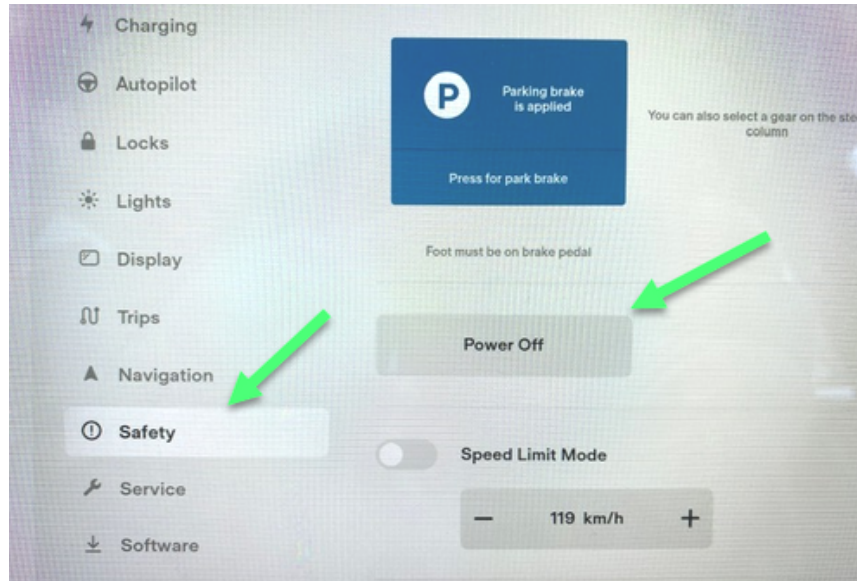 Charging
Autopilot
Locks
Lights
Display
Trips
Navigation
Safety
Service
Software
P
Parking brake
is applied
Press for park brake
You can also select a gear on the
column
Foot must be on brake pedal
Power Off
Speed Limit Mode
− 119 km/h +